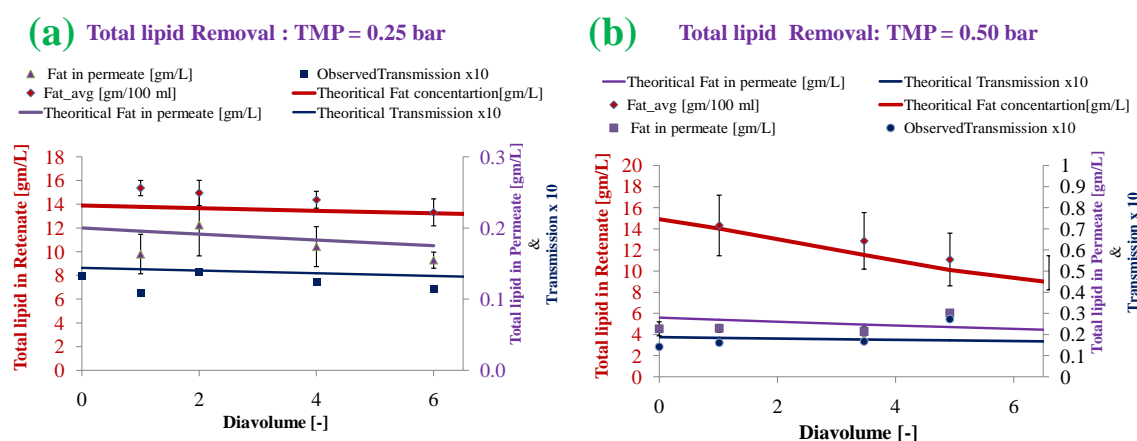 (a) Total lipid Removal : TMP = 0.25 bar
Fat in permeate [gm/L]
ObservedTransmission x10
Fat_avg [gm/100 ml]
Theoritical Fat concentartion[gm/L]
Theoritical Fat in permeate [gm/L]
Theoritical Transmission x10
Total lipid in Retenate [gm/L]
18
16
14
12
10
8
6
4
2
0
0.3
0.2
0.1
0.0
Total lipid in Permeate [gm/L]
&
Transmission x 10
0 2 4 6
Diavolume [-]
(b) Total lipid Removal: TMP = 0.50 bar
Theoritical Fat in permeate [gm/L]
Theoritical Transmission x10
Fat_avg [gm/100 ml]
Theoritical Fat concentartion[gm/L]
Fat in permeate [gm/L]
ObservedTransmission x10
Total lipid in Retenate [gm/L]
20
18
16
14
12
10
8
6
4
2
0
1
0.9
0.8
0.7
0.6
0.5
0.4
0.3
0.2
0.1
0
Total lipid in Permeate [gm/L]
&
Transmission x 10
0 2 4 6
Diavolume [-]